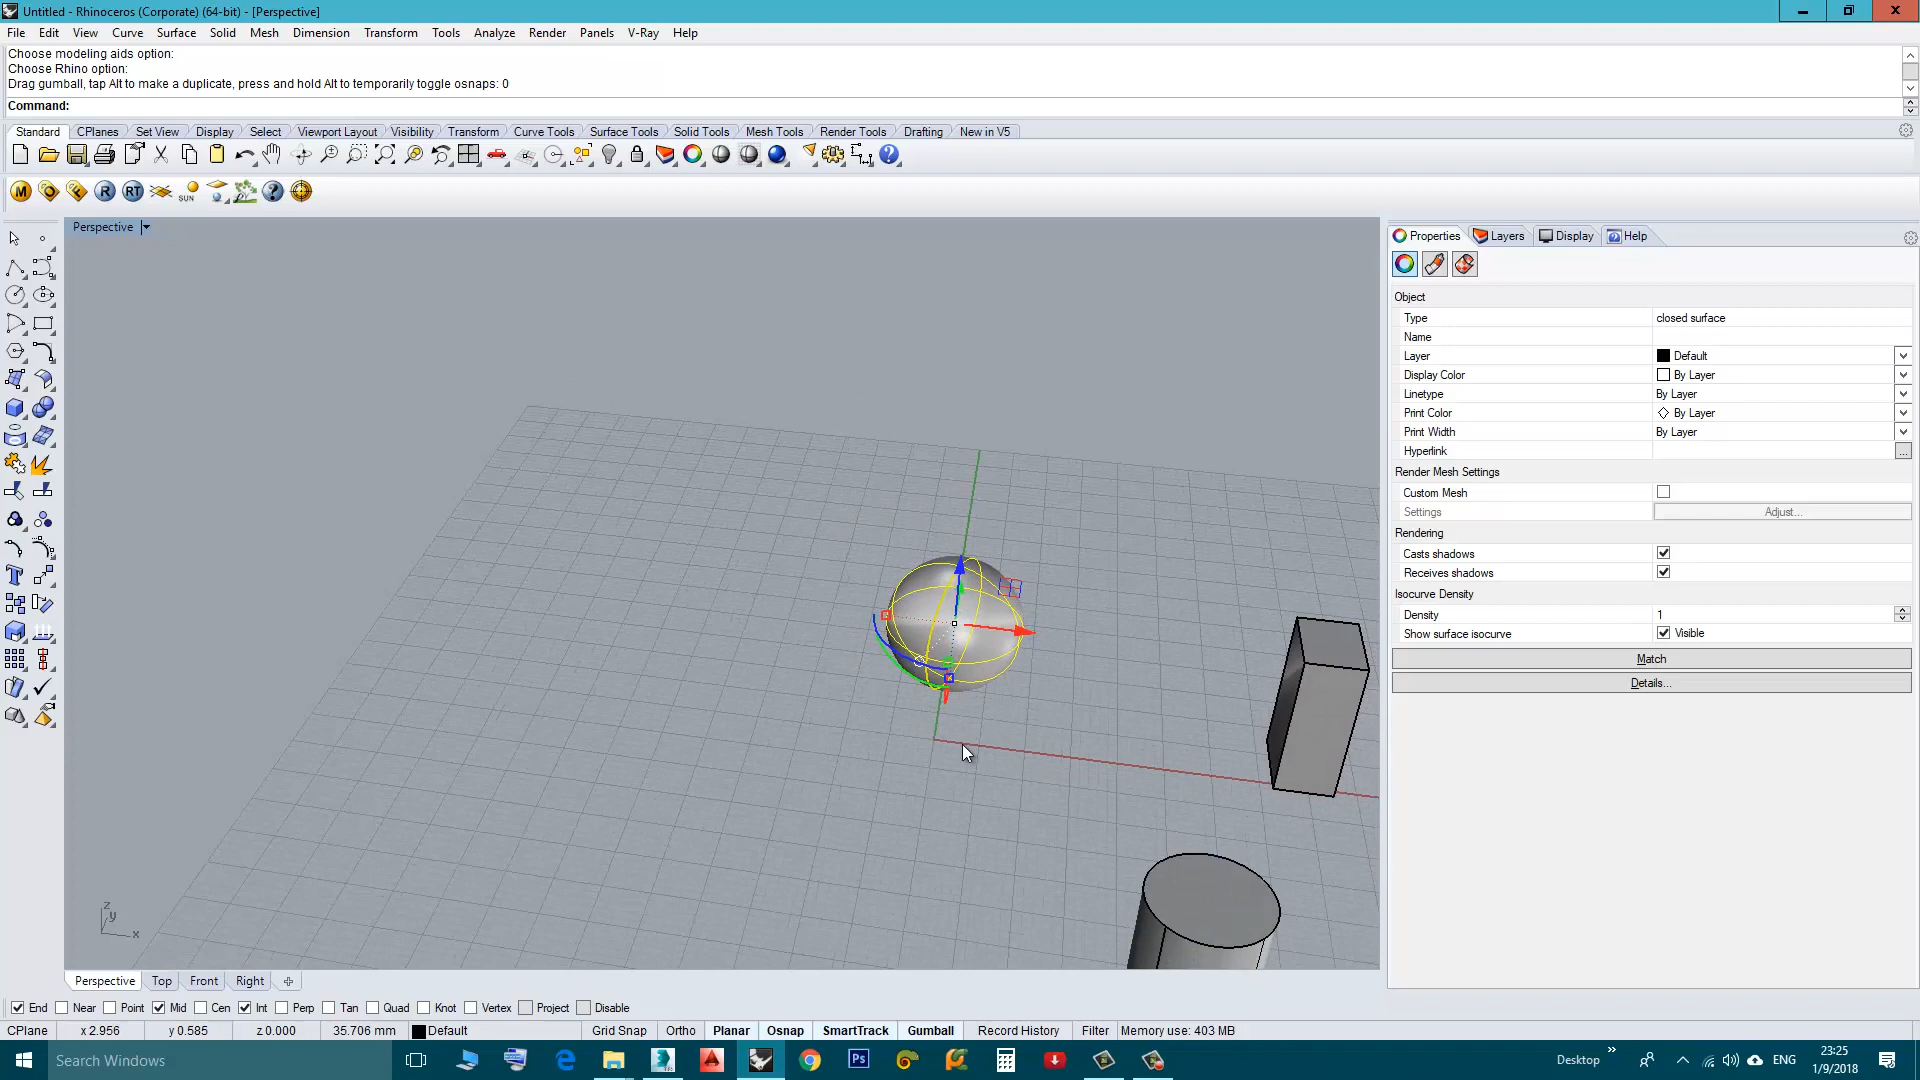 Untitled - Rhinoceros (Corporate) (64-bit) - [Perspective]
File Edit View Curve Surface Solid Mesh Dimension Transform Tools Analyze Render Panels V-Ray Help
Choose modeling aids option:
Choose Rhino option:
Drag gumball, tap Alt to make a duplicate, press and hold Alt to temporarily toggle osnaps: 0
Command:
Standard CPlanes Set View Display Select Viewport Layout Visibility Transform Curve Tools Surface Tools Solid Tools Mesh Tools Render Tools Drafting New in V5
M O F R RT SUN
Perspective
Properties Layers Display Help
Object
Type closed surface
Name
Layer Default
Display Color By Layer
Linetype By Layer
Print Color By Layer
Print Width By Layer
Hyperlink ...
Render Mesh Settings
Custom Mesh
Settings Adjust...
Rendering
Casts shadows
Receives shadows
Isocurve Density
Density 1
Show surface isocurve Visible
Match
Details...
z
y
x
Perspective Top Front Right
End Near Point Mid Cen Int Perp Tan Quad Knot Vertex Project Disable
CPlane x 2.956 y 0.585 z 0.000 35.706 mm Default Grid Snap Ortho Planar Osnap SmartTrack Gumball Record History Filter Memory use: 403 MB
Search Windows Ps Desktop » ENG 23:25
1/9/2018